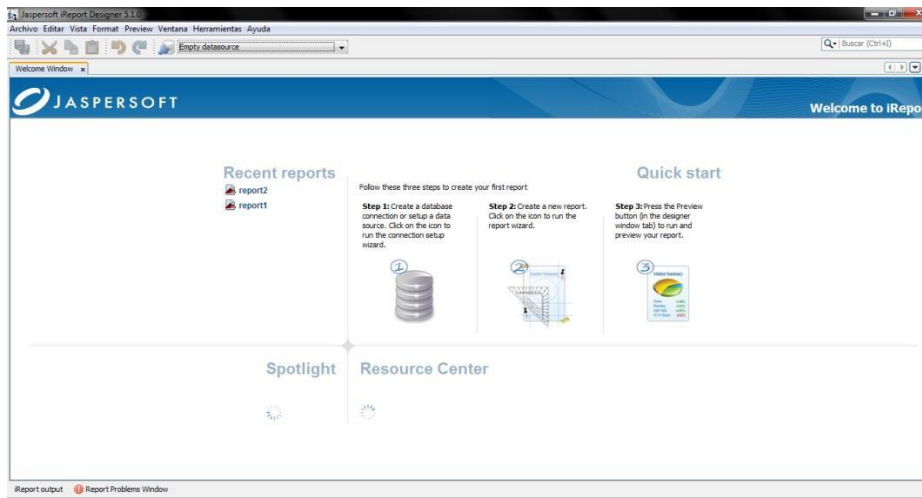 Jaspersoft iReport Designer 5.1.0
Archivo Editar Vista Format Preview Ventana Herramientas Ayuda
Empty datasource
Buscar (Ctrl+I)
Welcome Window
JASPERSOFT
Welcome to iRepo
Recent reports
report2
report1
Quick start
Follow these three steps to create your first report
Step 1: Create a database
connection or setup a data
source. Click on the icon to
run the connection setup
wizard.
Step 2: Create a new report.
Click on the icon to run the
report wizard.
Step 3: Press the Preview
button (in the designer
window tab) to run and
preview your report.
1
2
3
Spotlight
Resource Center
iReport output
Report Problems Window